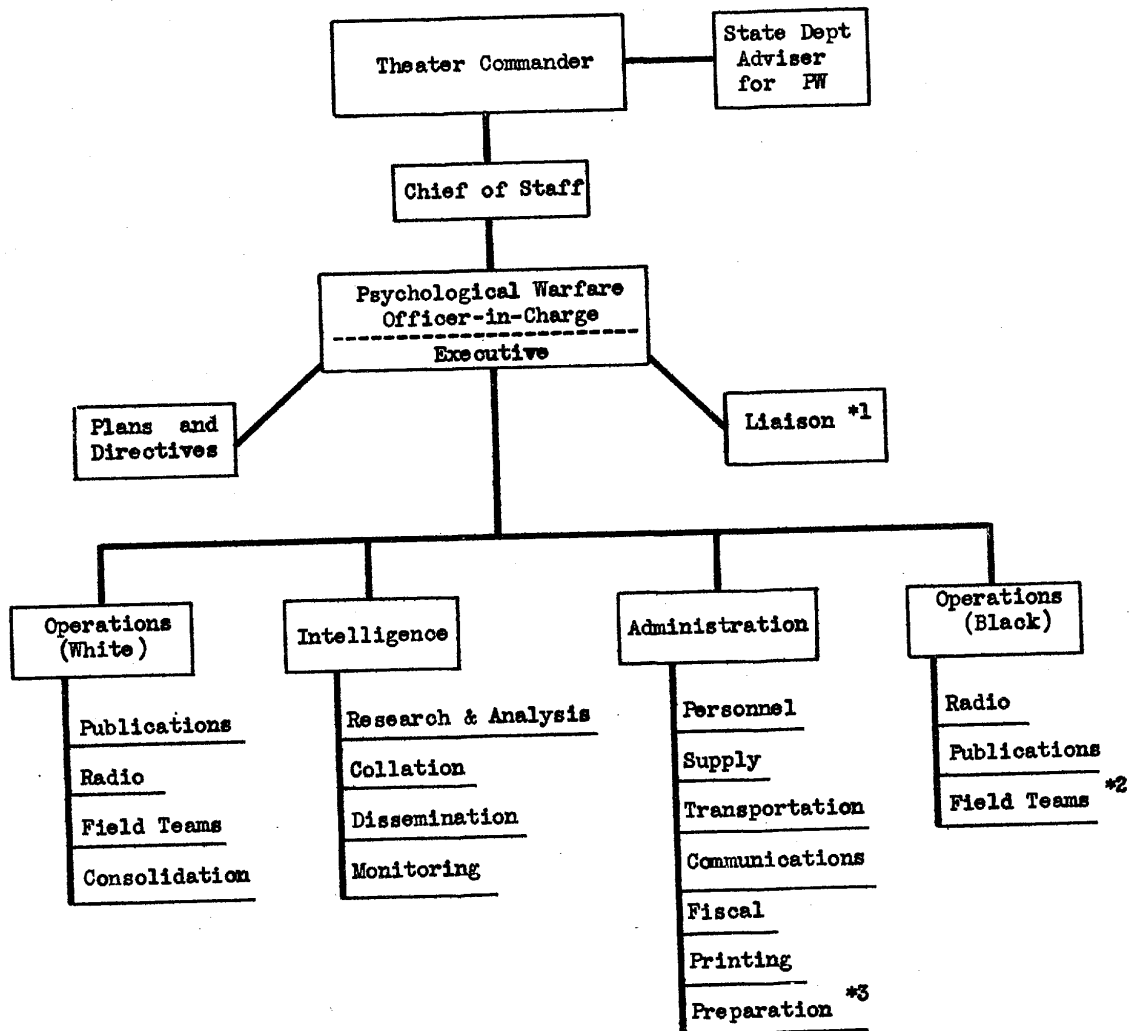 Theater Commander
State Dept
Adviser
for PW
Chief of Staff
Psychological Warfare
Officer-in-Charge
Executive
Plans and
Directives
Liaison *1
Operations
(White)
Publications
Radio
Field Teams
Consolidation
Intelligence
Research & Analysis
Collation
Dissemination
Monitoring
Administration
Personnel
Supply
Transportation
Communications
Fiscal
Printing
Preparation *3
Operations
(Black)
Radio
Publications
Field Teams *2